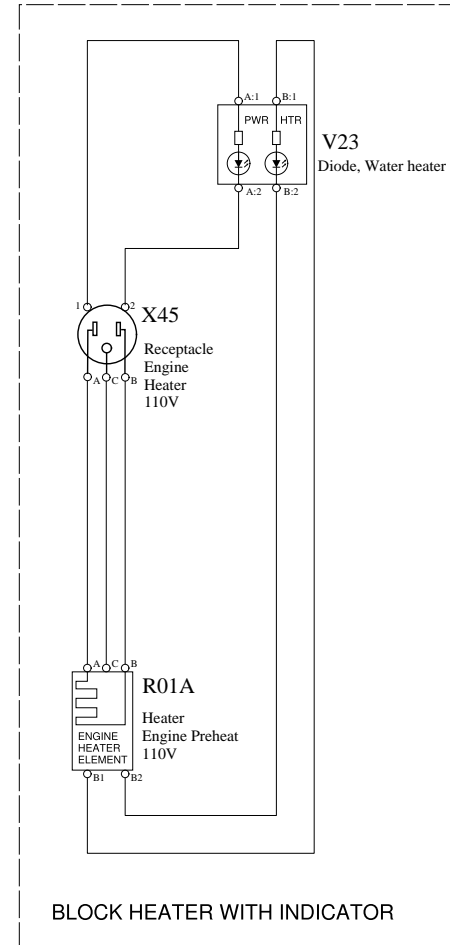 A:1 B:1
PWR HTR
V23
Diode, Water heater
A:2 B:2
1 2
X45
Receptacle
Engine
Heater
110V
A C B
A C B
R01A
Heater
Engine Preheat
110V
ENGINE
HEATER
ELEMENT
B1 B2
BLOCK HEATER WITH INDICATOR